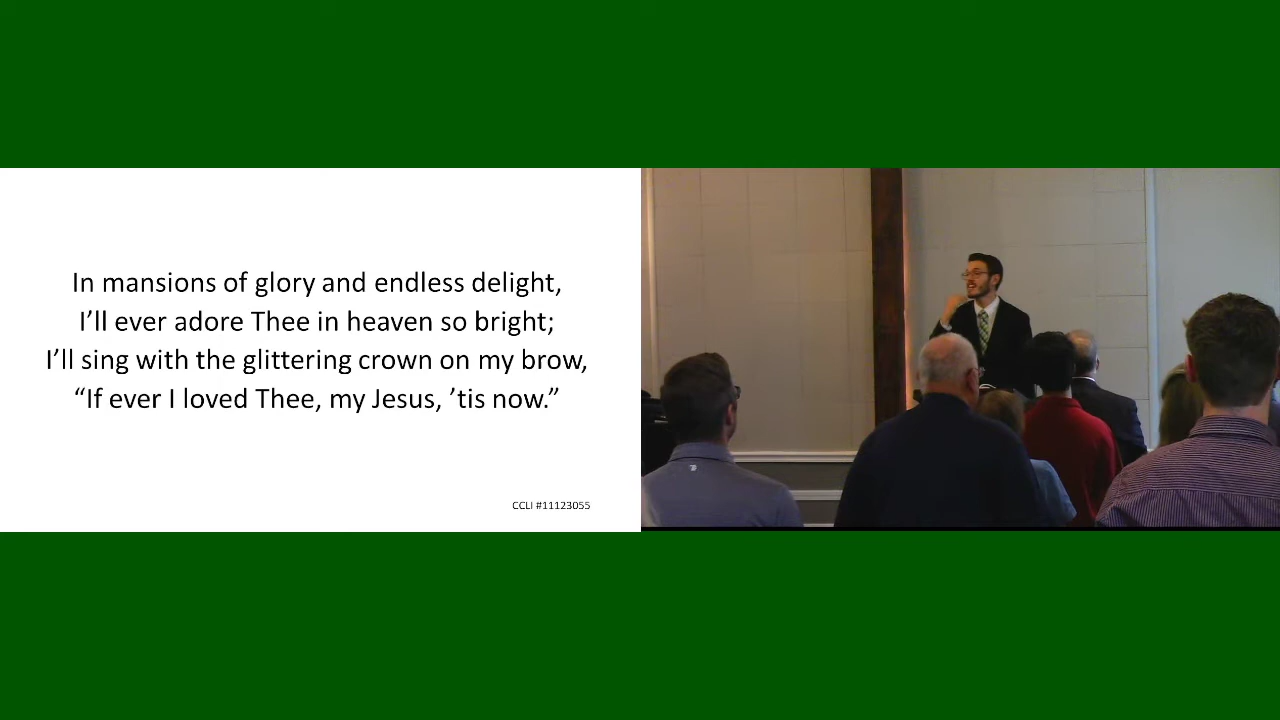 In mansions of glory and endless delight,
I’ll ever adore Thee in heaven so bright;
I’ll sing with the glittering crown on my brow,
“If ever I loved Thee, my Jesus, ’tis now.”
CCLI #11123055